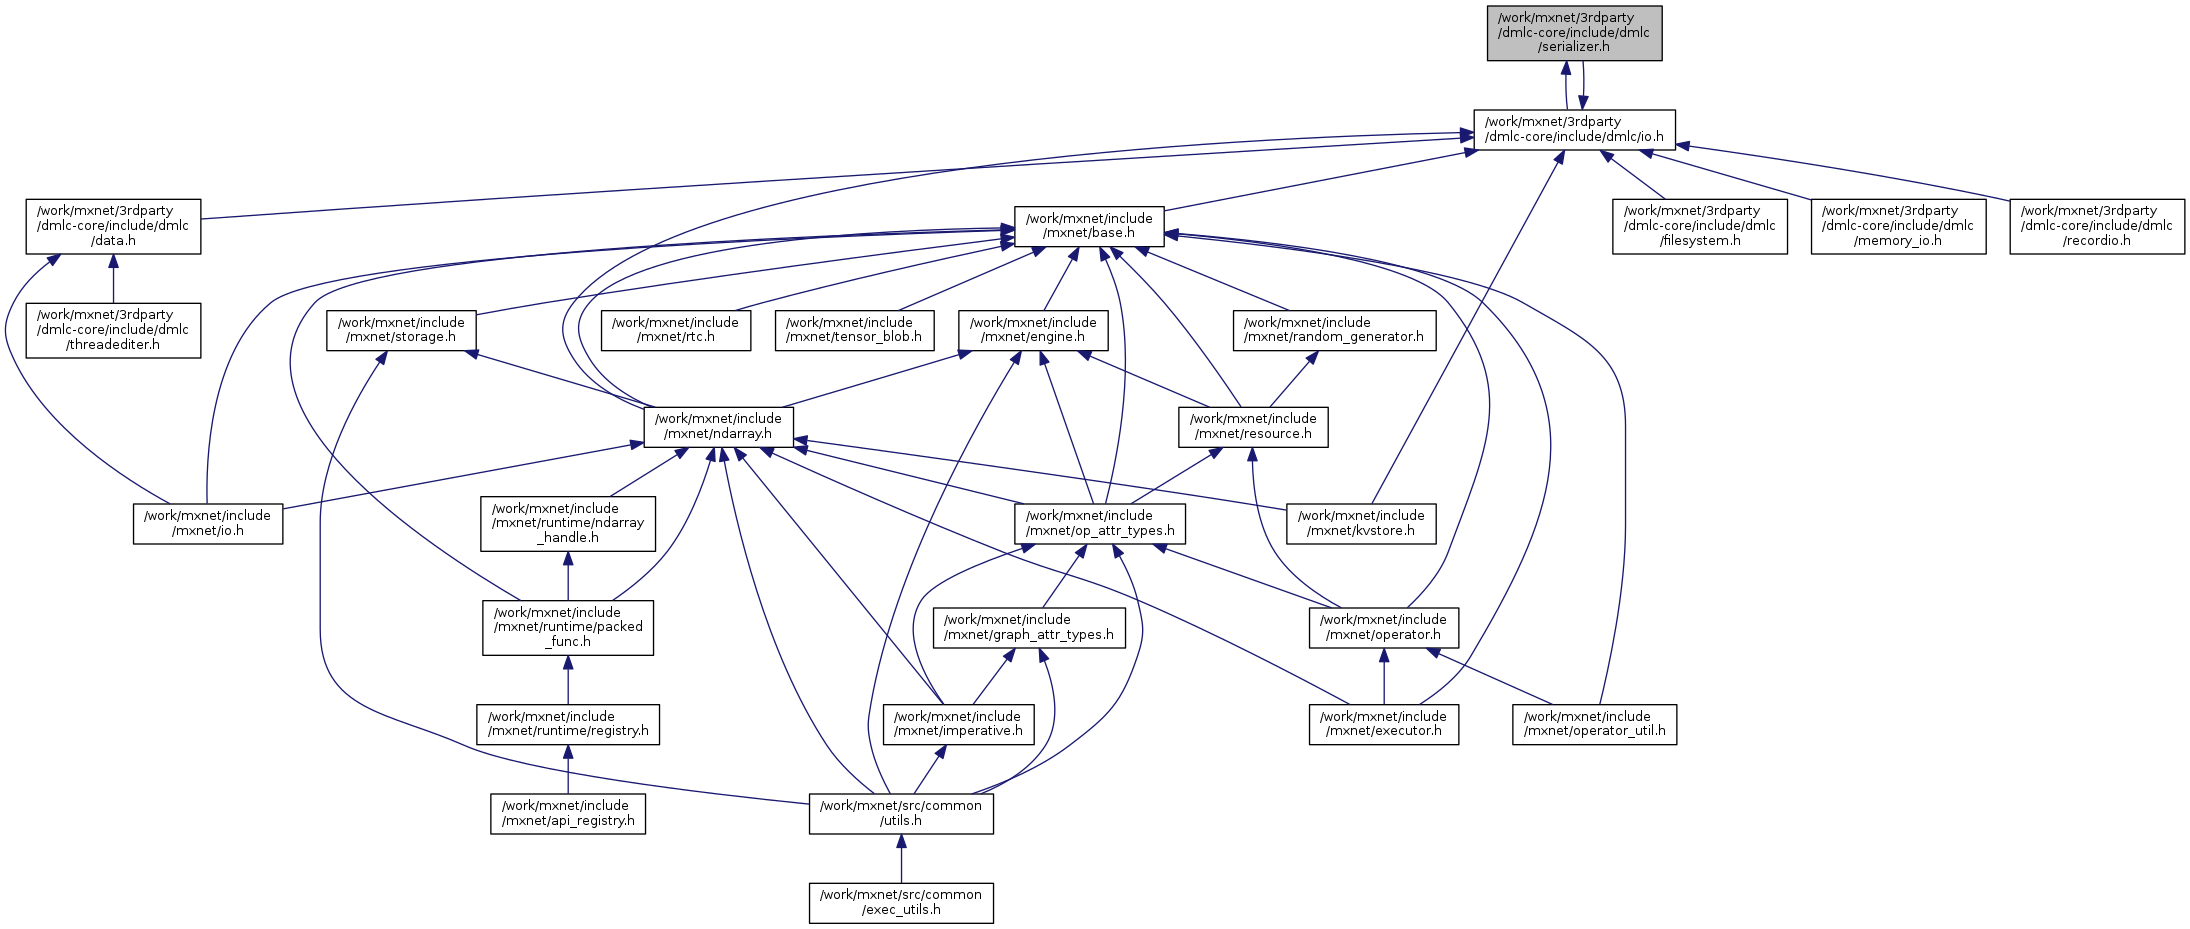 /work/mxnet/3rdparty
/dmlc-core/include/dmlc
/serializer.h
/work/mxnet/3rdparty
/dmlc-core/include/dmlc/io.h
/work/mxnet/3rdparty
/dmlc-core/include/dmlc
/data.h
/work/mxnet/include
/mxnet/base.h
/work/mxnet/3rdparty
/dmlc-core/include/dmlc
/filesystem.h
/work/mxnet/3rdparty
/dmlc-core/include/dmlc
/memory_io.h
/work/mxnet/3rdparty
/dmlc-core/include/dmlc
/recordio.h
/work/mxnet/3rdparty
/dmlc-core/include/dmlc
/threadediter.h
/work/mxnet/include
/mxnet/storage.h
/work/mxnet/include
/mxnet/rtc.h
/work/mxnet/include
/mxnet/tensor_blob.h
/work/mxnet/include
/mxnet/engine.h
/work/mxnet/include
/mxnet/random_generator.h
/work/mxnet/include
/mxnet/ndarray.h
/work/mxnet/include
/mxnet/resource.h
/work/mxnet/include
/mxnet/io.h
/work/mxnet/include
/mxnet/runtime/ndarray
_handle.h
/work/mxnet/include
/mxnet/op_attr_types.h
/work/mxnet/include
/mxnet/kvstore.h
/work/mxnet/include
/mxnet/runtime/packed
_func.h
/work/mxnet/include
/mxnet/graph_attr_types.h
/work/mxnet/include
/mxnet/operator.h
/work/mxnet/include
/mxnet/runtime/registry.h
/work/mxnet/include
/mxnet/imperative.h
/work/mxnet/include
/mxnet/executor.h
/work/mxnet/include
/mxnet/operator_util.h
/work/mxnet/include
/mxnet/api_registry.h
/work/mxnet/src/common
/utils.h
/work/mxnet/src/common
/exec_utils.h